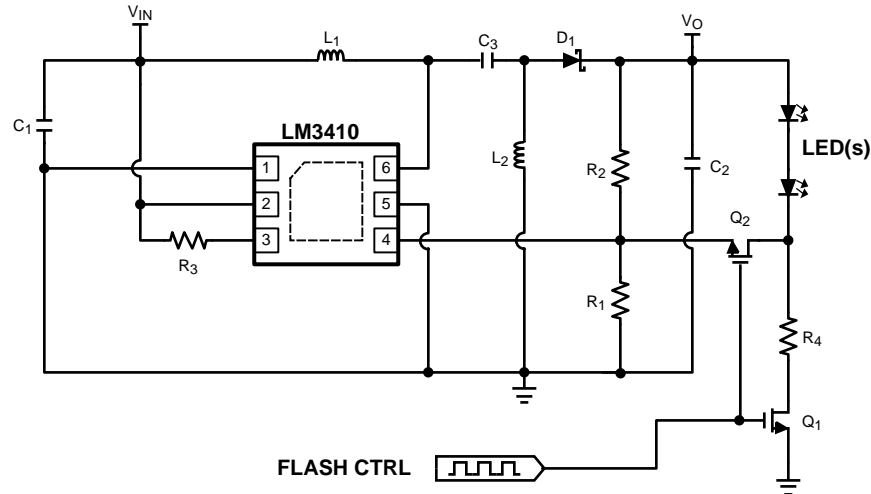 VIN
L1
C3
D1
VO
C1
LM3410
1
6
2
5
3
4
R3
L2
R2
C2
LED(s)
Q2
R1
R4
Q1
FLASH CTRL